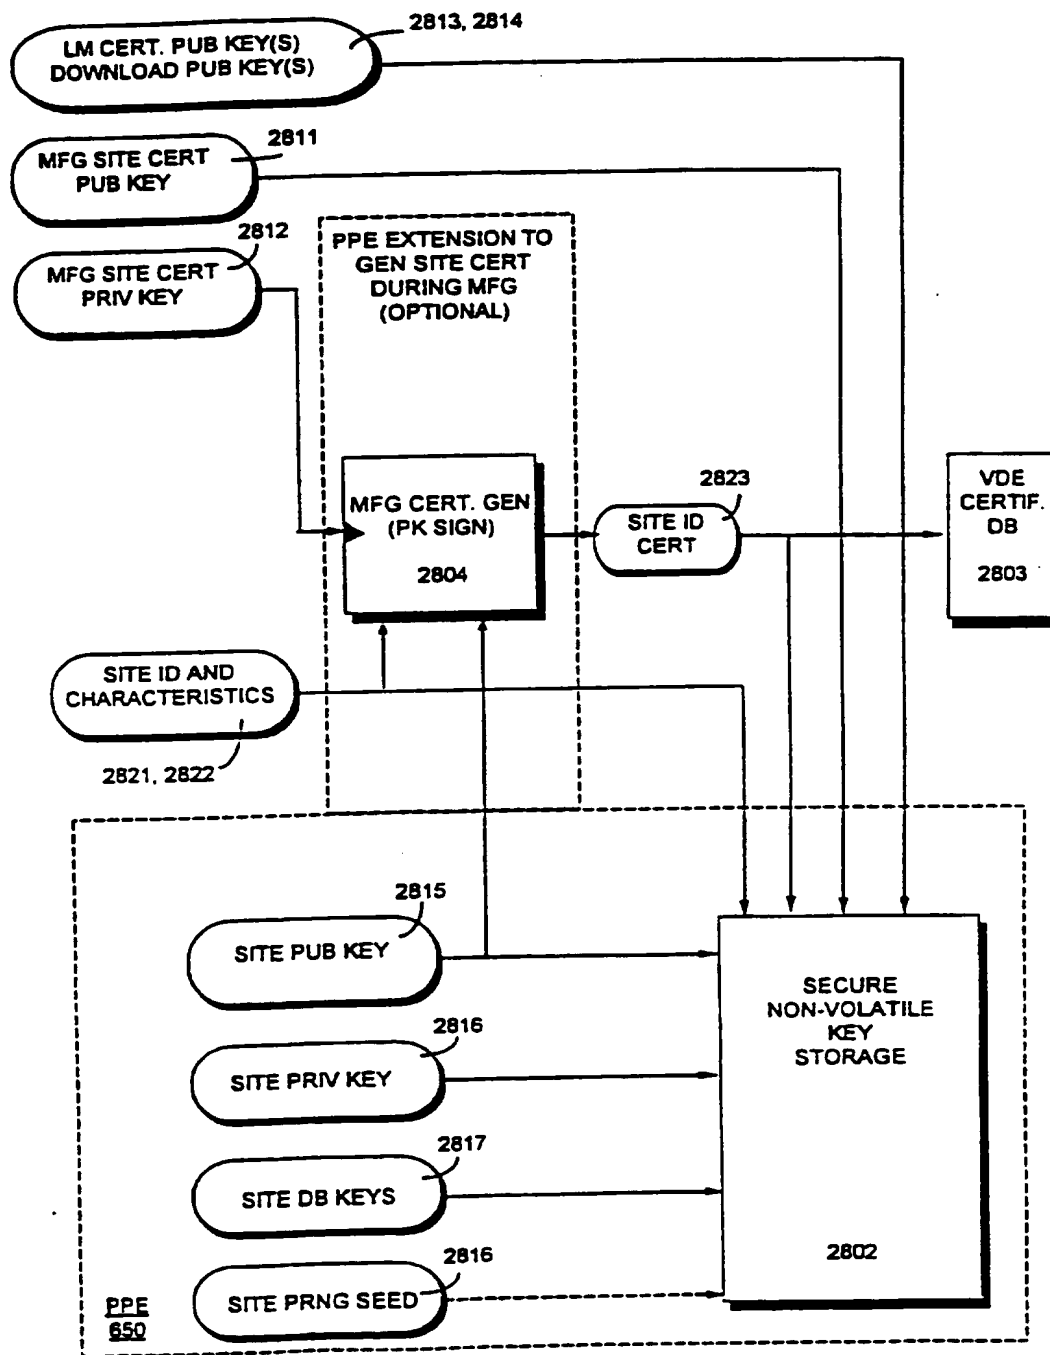 2813, 2814
LM CERT. PUB KEY(S)
DOWNLOAD PUB KEY(S)
2811
MFG SITE CERT
PUB KEY
2812
MFG SITE CERT
PRIV KEY
PPE EXTENSION TO
GEN SITE CERT
DURING MFG
(OPTIONAL)
MFG CERT. GEN
(PK SIGN)
2804
2823
SITE ID
CERT
VDE
CERTIF.
DB
2803
SITE ID AND
CHARACTERISTICS
2821, 2822
2815
SITE PUB KEY
2816
SITE PRIV KEY
2817
SITE DB KEYS
2816
SITE PRNG SEED
SECURE
NON-VOLATILE
KEY
STORAGE
2802
PPE
650